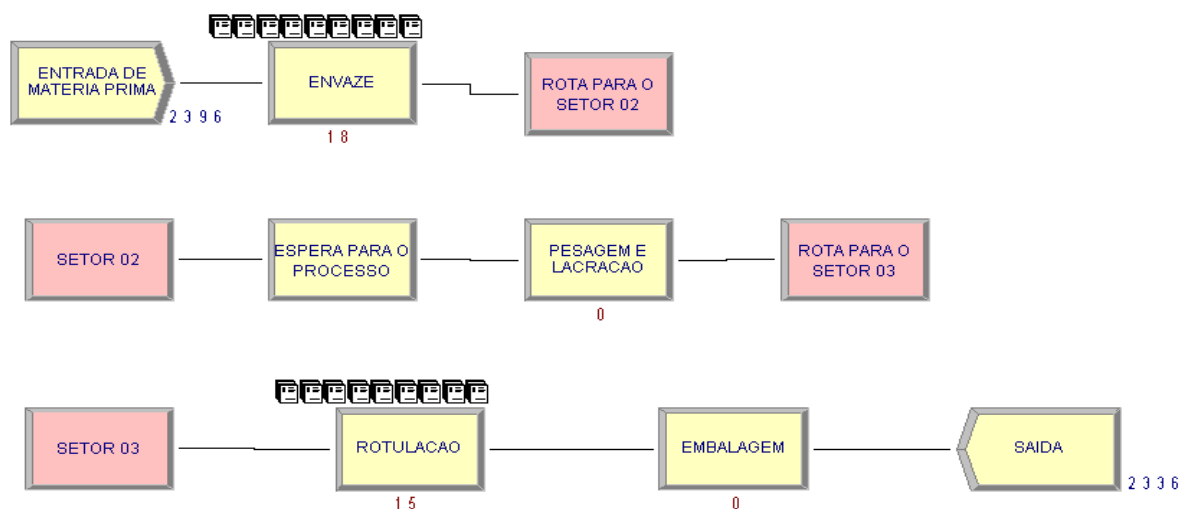 ENTRADA DE
MATERIA PRIMA
2396
ENVAZE
18
ROTA PARA O
SETOR 02
SETOR 02
ESPERA PARA O
PROCESSO
PESAGEM E
LACRACAO
0
ROTA PARA O
SETOR 03
SETOR 03
ROTULACAO
15
EMBALAGEM
0
SAIDA
2336